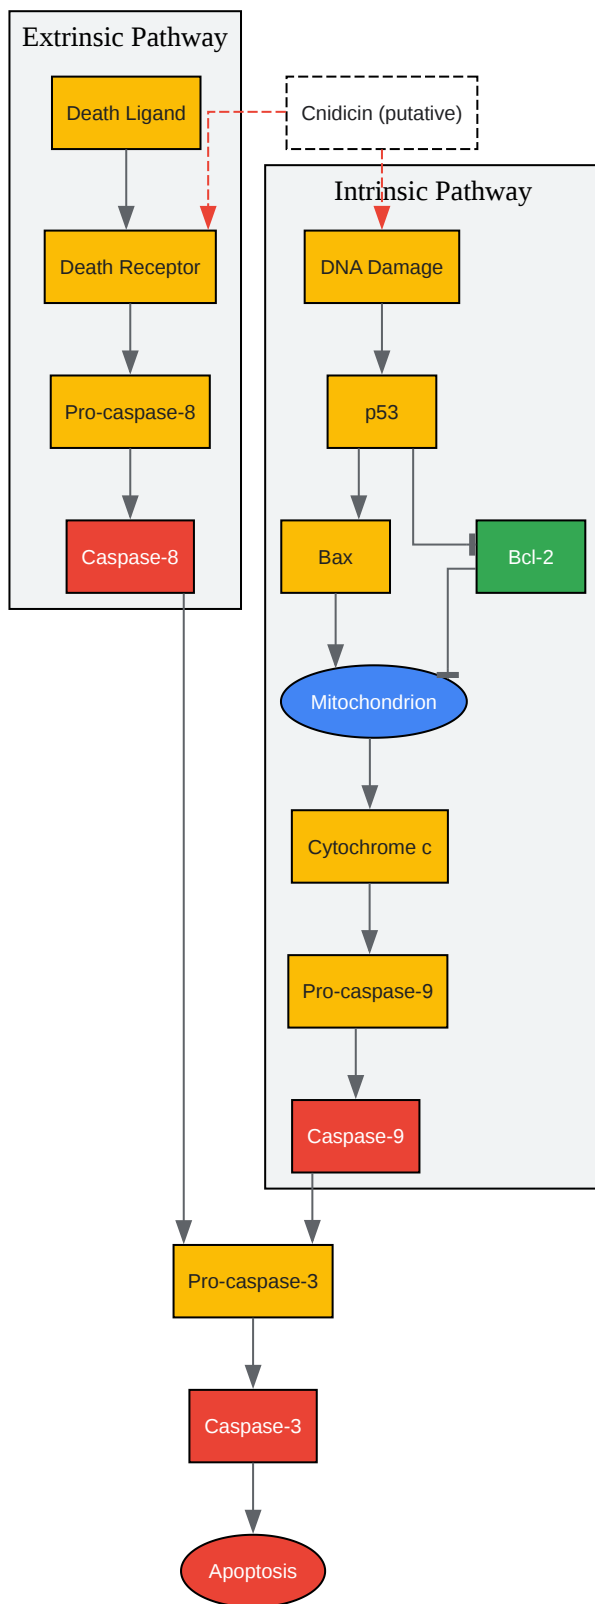 Extrinsic Pathway
Death Ligand
Cnidicin (putative)
Intrinsic Pathway
Death Receptor
DNA Damage
Pro-caspase-8
p53
Caspase-8
Bax
Bcl-2
Mitochondrion
Cytochrome c
Pro-caspase-9
Caspase-9
Pro-caspase-3
Caspase-3
Apoptosis